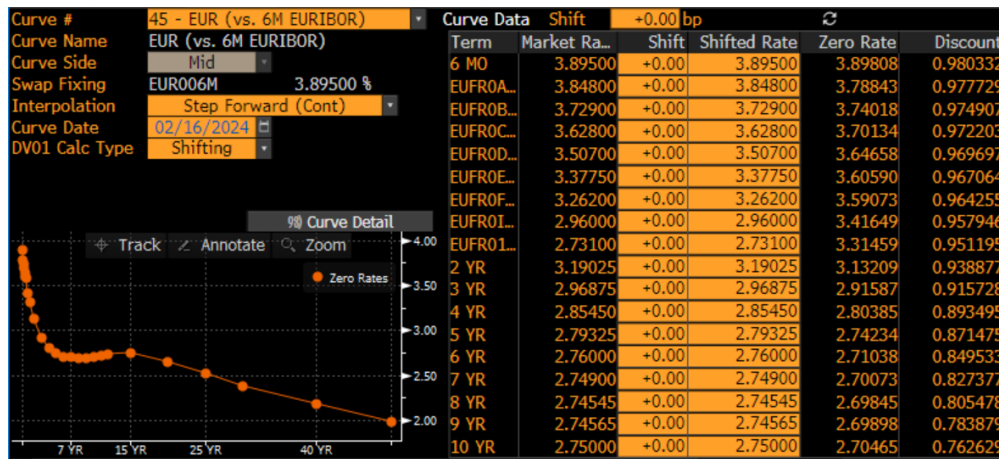 Curve # 45 - EUR (vs. 6M EURIBOR)
Curve Name EUR (vs. 6M EURIBOR)
Curve Side Mid
Swap Fixing EUR006M 3.89500 %
Interpolation Step Forward (Cont)
Curve Date 02/16/2024
DV01 Calc Type Shifting
Curve Detail
Track Annotate Zoom
Zero Rates
4.00
3.50
3.00
2.50
2.00
7 YR 15 YR 25 YR 40 YR
Curve Data Shift +0.00 bp
Term Market Ra... Shift Shifted Rate Zero Rate Discount
6 MO 3.89500 +0.00 3.89500 3.89808 0.980332
EUFR0A... 3.84800 +0.00 3.84800 3.78843 0.977729
EUFR0B... 3.72900 +0.00 3.72900 3.74018 0.974907
EUFR0C... 3.62800 +0.00 3.62800 3.70134 0.972203
EUFR0D... 3.50700 +0.00 3.50700 3.64658 0.969697
EUFR0E... 3.37750 +0.00 3.37750 3.60590 0.967064
EUFR0F... 3.26200 +0.00 3.26200 3.59073 0.964255
EUFR0I... 2.96000 +0.00 2.96000 3.41649 0.957946
EUFR01... 2.73100 +0.00 2.73100 3.31459 0.951195
2 YR 3.19025 +0.00 3.19025 3.13209 0.938877
3 YR 2.96875 +0.00 2.96875 2.91587 0.915728
4 YR 2.85450 +0.00 2.85450 2.80385 0.893495
5 YR 2.79325 +0.00 2.79325 2.74234 0.871475
6 YR 2.76000 +0.00 2.76000 2.71038 0.849533
7 YR 2.74900 +0.00 2.74900 2.70073 0.827377
8 YR 2.74545 +0.00 2.74545 2.69845 0.805478
9 YR 2.74565 +0.00 2.74565 2.69898 0.783879
10 YR 2.75000 +0.00 2.75000 2.70465 0.762629